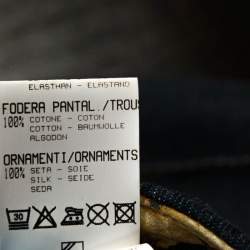 ELASTHAN - ELASTANO
FODERA PANTAL./TROUS
100% COTONE - COTON
COTTON - BAUMWOLLE
ALGODON
ORNAMENTI/ORNAMENTS
100% SETA - SOIE
SILK - SEIDE
SEDA
30